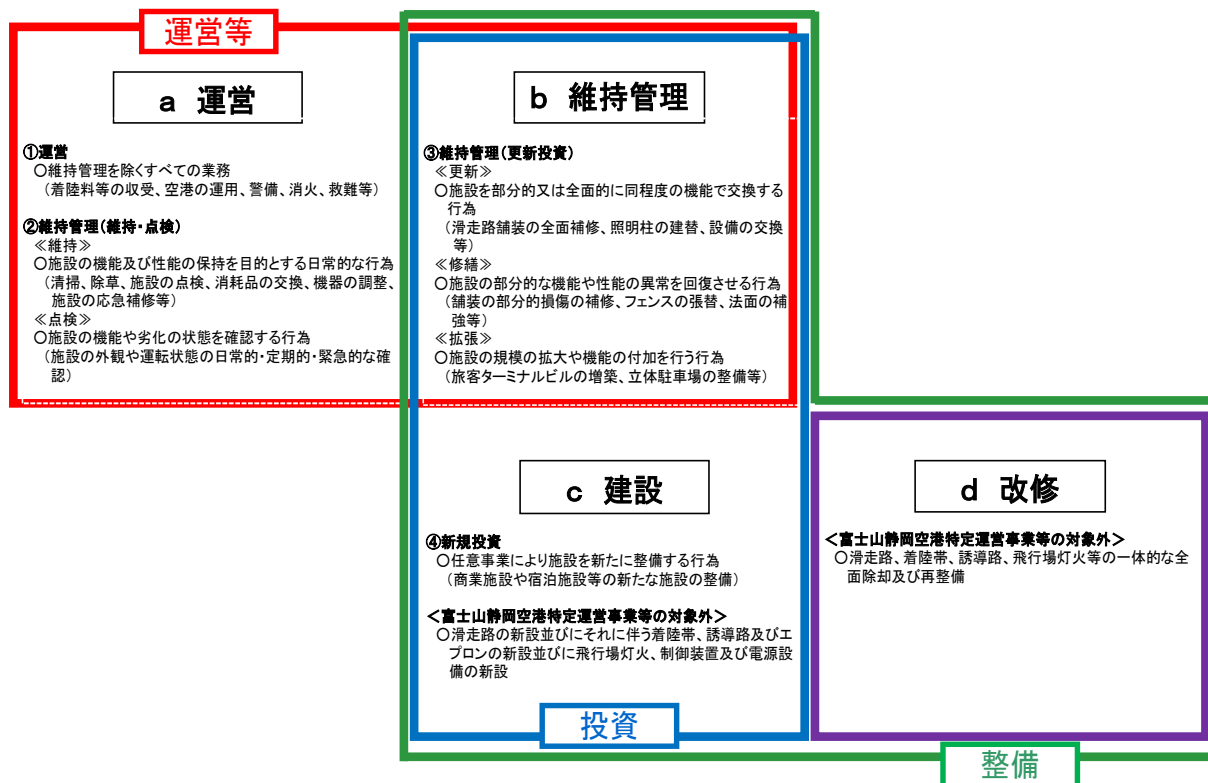 運営等
a 運営
①運営
○維持管理を除くすべての業務
(着陸料等の収受、空港の運用、警備、消火、救難等)
②維持管理(維持・点検)
≪維持≫
○施設の機能及び性能の保持を目的とする日常的な行為
(清掃、除草、施設の点検、消耗品の交換、機器の調整、
施設の応急補修等)
≪点検≫
○施設の機能や劣化の状態を確認する行為
(施設の外観や運転状態の日常的・定期的・緊急的な確
認)
b 維持管理
③維持管理(更新投資)
≪更新≫
○施設を部分的又は全面的に同程度の機能で交換する
行為
(滑走路舗装の全面補修、照明柱の建替、設備の交換
等)
≪修繕≫
○施設の部分的な機能や性能の異常を回復させる行為
(舗装の部分的損傷の補修、フェンスの張替、法面の補
強等)
≪拡張≫
○施設の規模の拡大や機能の付加を行う行為
(旅客ターミナルビルの増築、立体駐車場の整備等)
c 建設
④新規投資
○任意事業により施設を新たに整備する行為
(商業施設や宿泊施設等の新たな施設の整備)
<富士山静岡空港特定運営事業等の対象外>
○滑走路の新設並びにそれに伴う着陸帯、誘導路及びエ
プロンの新設並びに飛行場灯火、制御装置及び電源設
備の新設
投資
d 改修
<富士山静岡空港特定運営事業等の対象外>
○滑走路、着陸帯、誘導路、飛行場灯火等の一体的な全
面除却及び再整備
整備